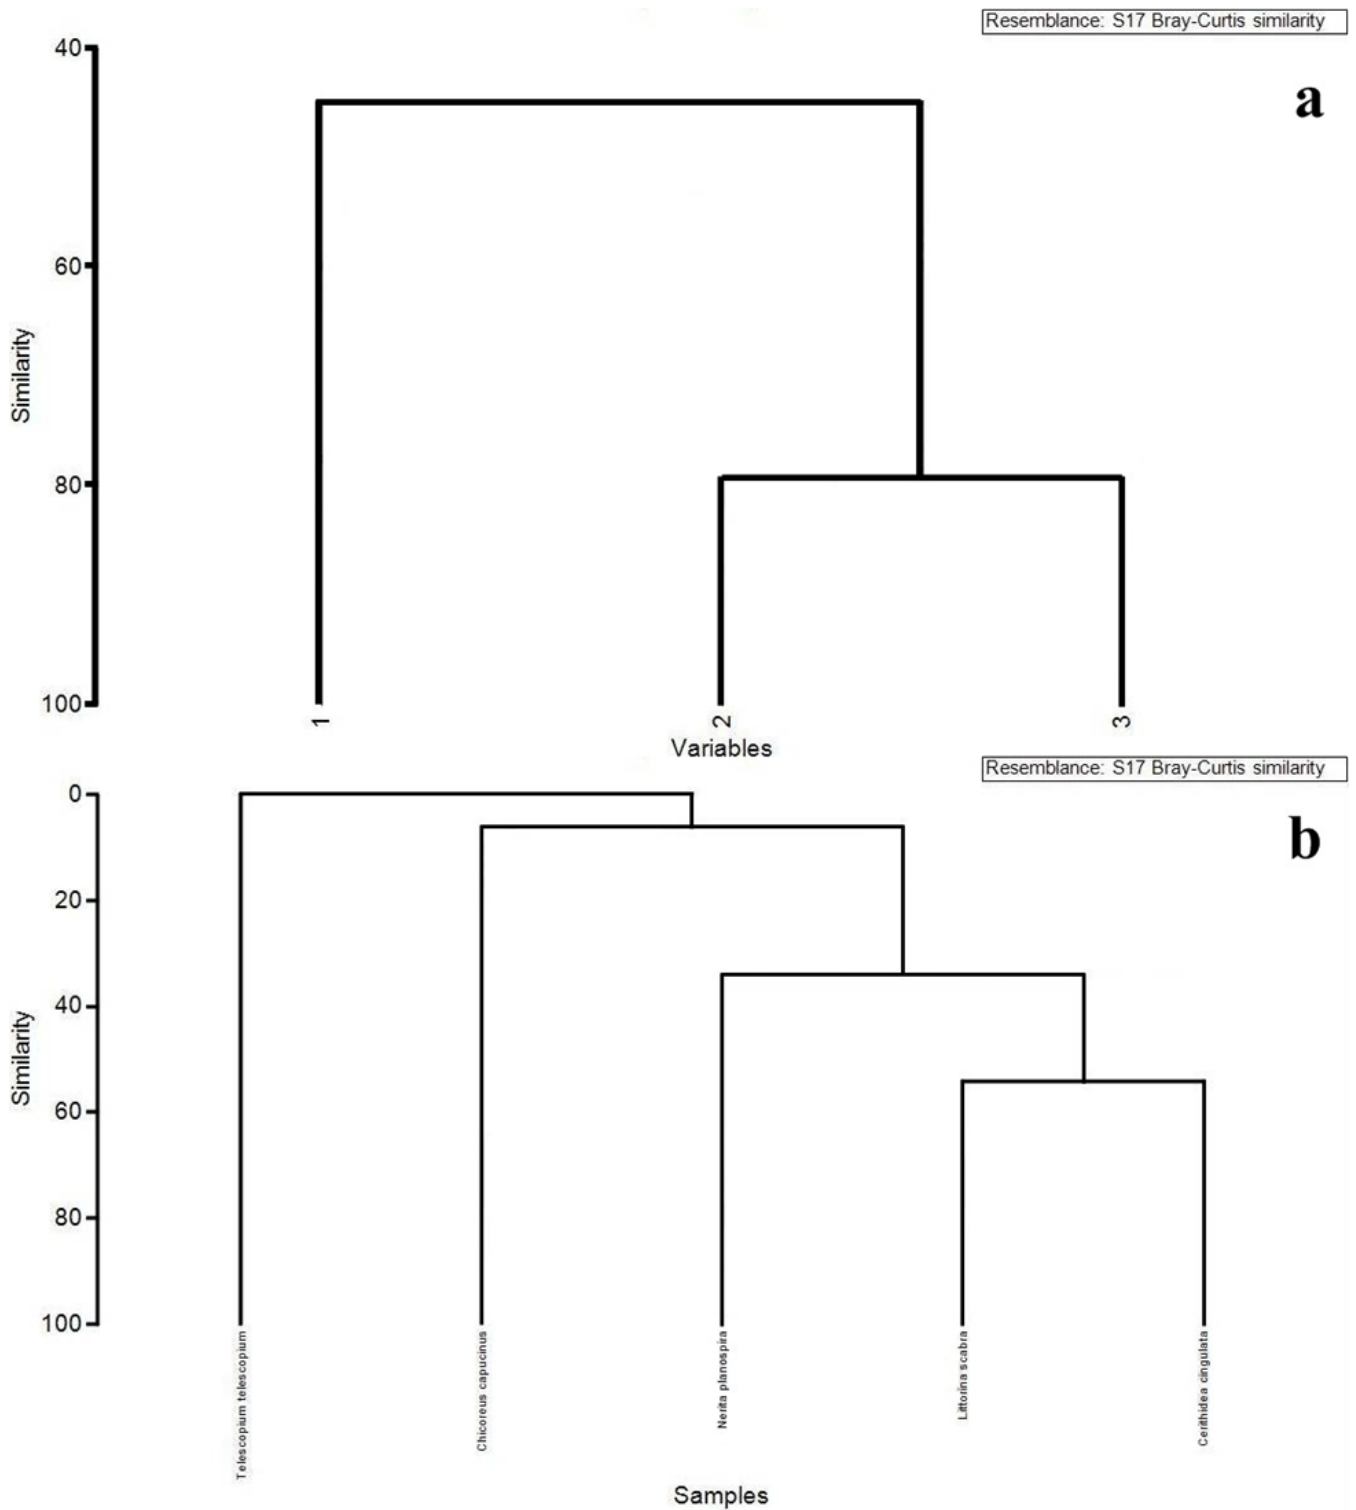 Resemblance: S17 Bray-Curtis similarity
a
40
60
80
100
Similarity
1
2
3
Variables
Resemblance: S17 Bray-Curtis similarity
b
0
20
40
60
80
100
Similarity
Telescopium telescopium
Chicoreus capucinus
Nerita planospira
Littorina scabra
Cerithidea cingulata
Samples